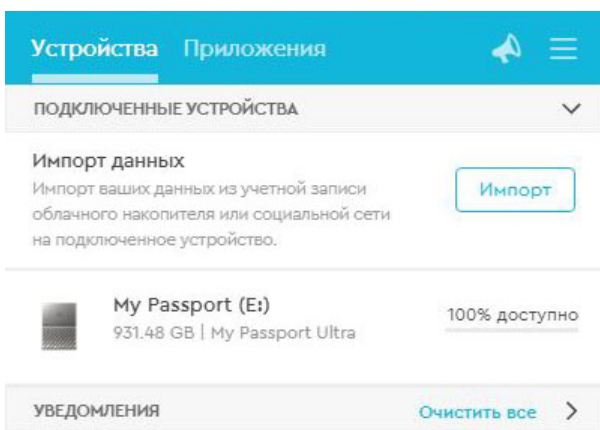 Устройства Приложения
ПОДКЛЮЧЕННЫЕ УСТРОЙСТВА
Импорт данных
Импорт ваших данных из учетной записи
облачного накопителя или социальной сети
на подключенное устройство.
Импорт
My Passport (E:)
931.48 GB | My Passport Ultra
100% доступно
УВЕДОМЛЕНИЯ Очистить все